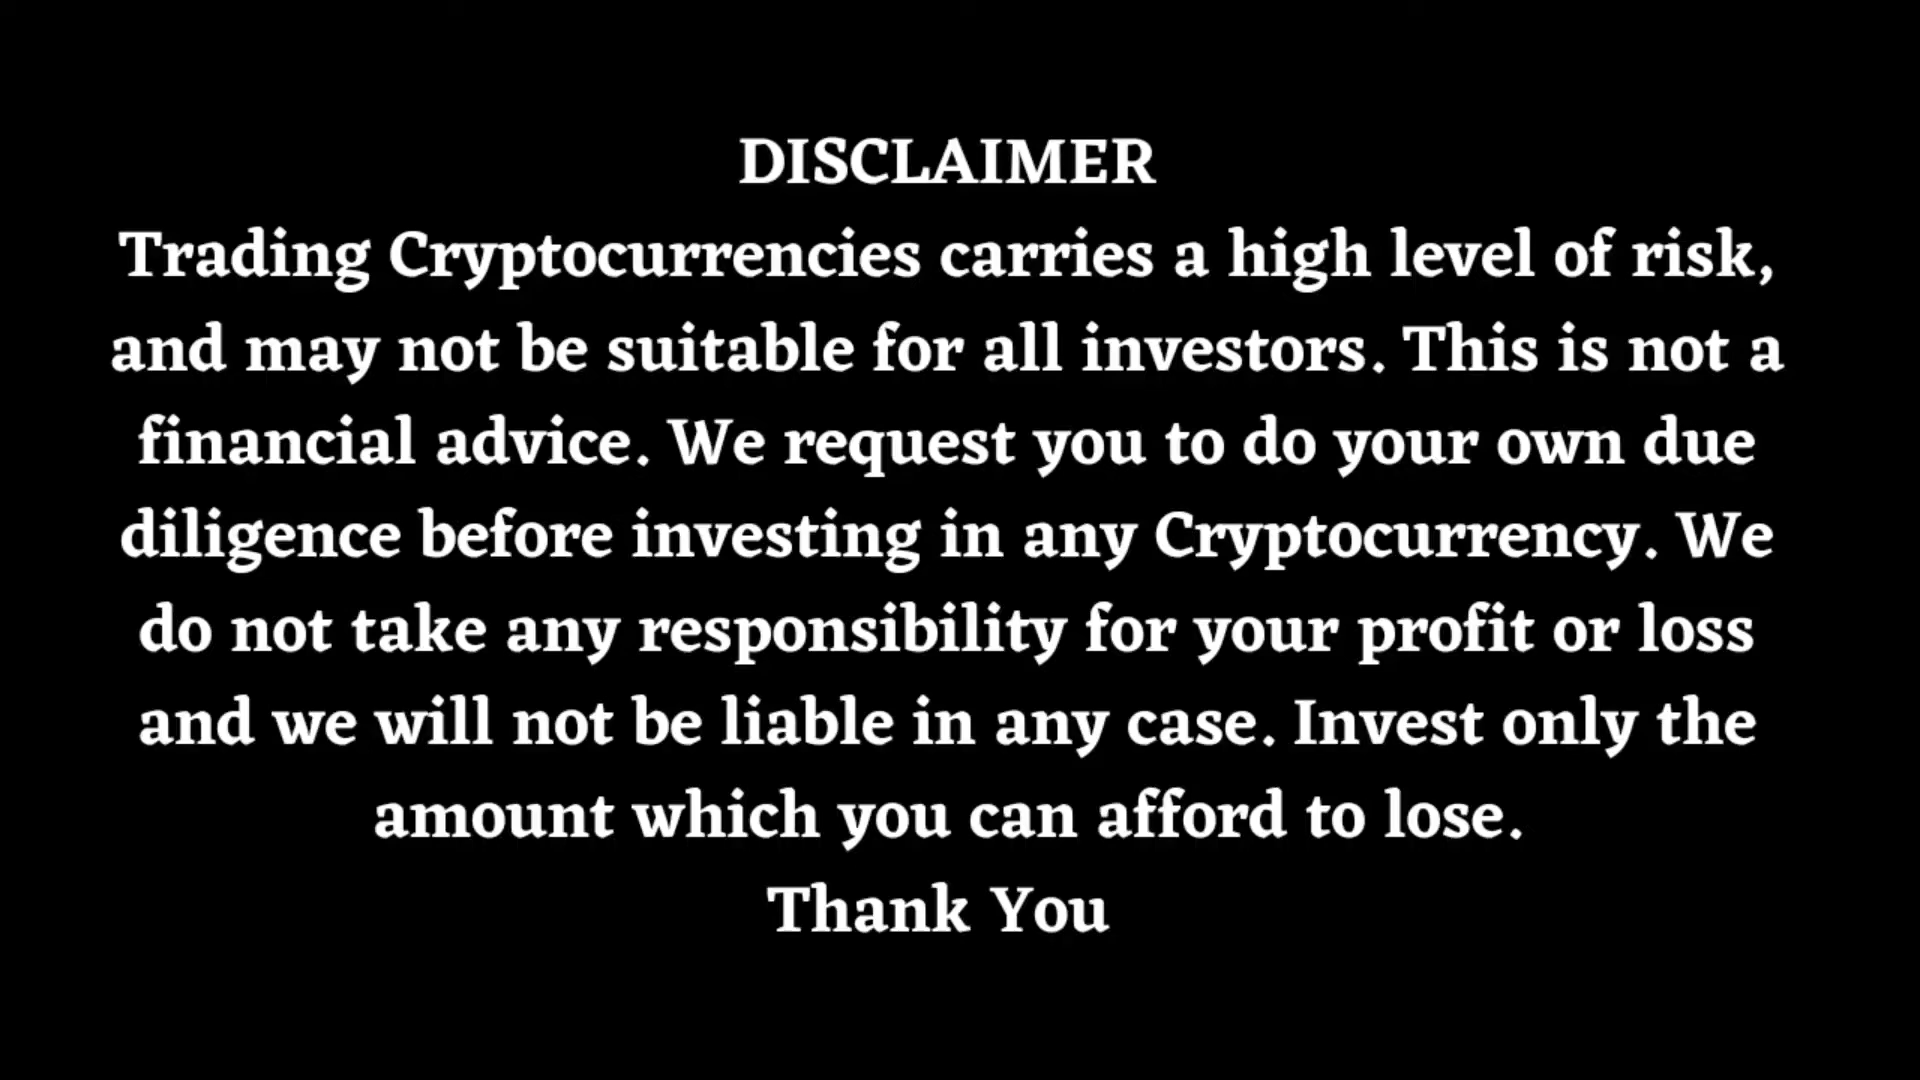 DISCLAIMER
Trading Cryptocurrencies carries a high level of risk,
and may not be suitable for all investors. This is not a
financial advice. We request you to do your own due
diligence before investing in any Cryptocurrency. We
do not take any responsibility for your profit or loss
and we will not be liable in any case. Invest only the
amount which you can afford to lose.
Thank You